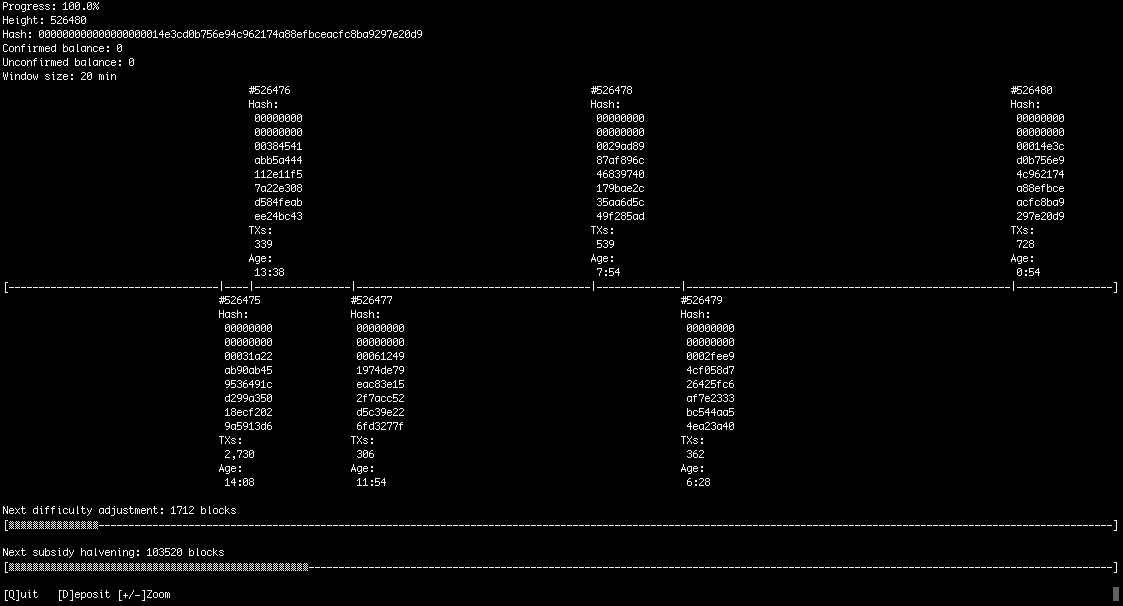 Progress: 100.0%
Height: 526480
Hash: 00000000000000000014e3cd0b756e94c962174a88efbceacfc8ba9297e20d9
Confirmed balance: 0
Unconfirmed balance: 0
Window size: 20 min
#526476 #526478 #526480
Hash: Hash: Hash:
00000000 00000000 00000000
00000000 00000000 00000000
00384541 0029ad89 00014e3c
abb5a444 87af896c d0b756e9
112e11f5 46839740 4c962174
7a22e308 179bae2c a88efbce
d584feab 35aa6d5c acfc8ba9
ee24bc43 49f285ad 297e20d9
TXs: TXs: TXs:
339 539 728
Age: Age: Age:
13:38 7:54 0:54
#526475 #526477 #526479
Hash: Hash: Hash:
00000000 00000000 00000000
00000000 00000000 00000000
00031a22 00061249 0002fee9
ab90ab45 1974de79 4cf058d7
9536491c eac83e15 26425fc6
d299a350 2f7acc52 af7e2333
18ecf202 d5c39e22 bc544aa5
9a5913d6 6fd3277f 4ea23a40
TXs: TXs: TXs:
2,730 306 362
Age: Age: Age:
14:08 11:54 6:28
Next difficulty adjustment: 1712 blocks
Next subsidy halvening: 103520 blocks
[Q]uit [D]eposit [+/-]Zoom